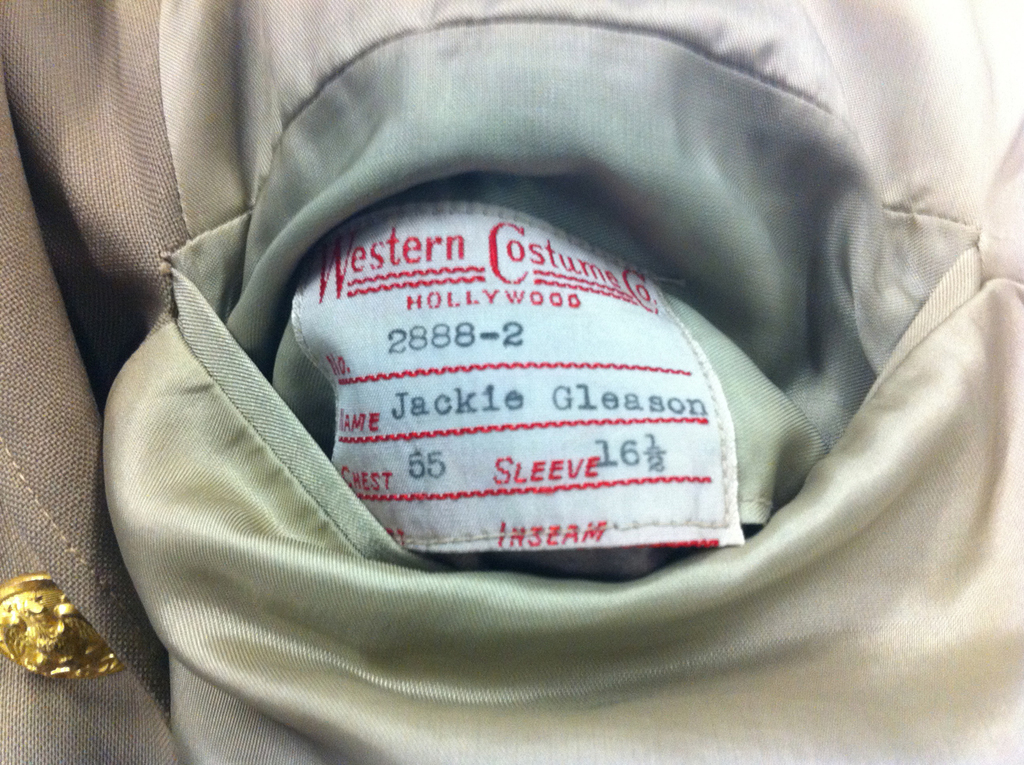 Western Costume Co.
HOLLYWOOD
No. 2888-2
NAME Jackie Gleason
CHEST 55 SLEEVE 16½
INSEAM